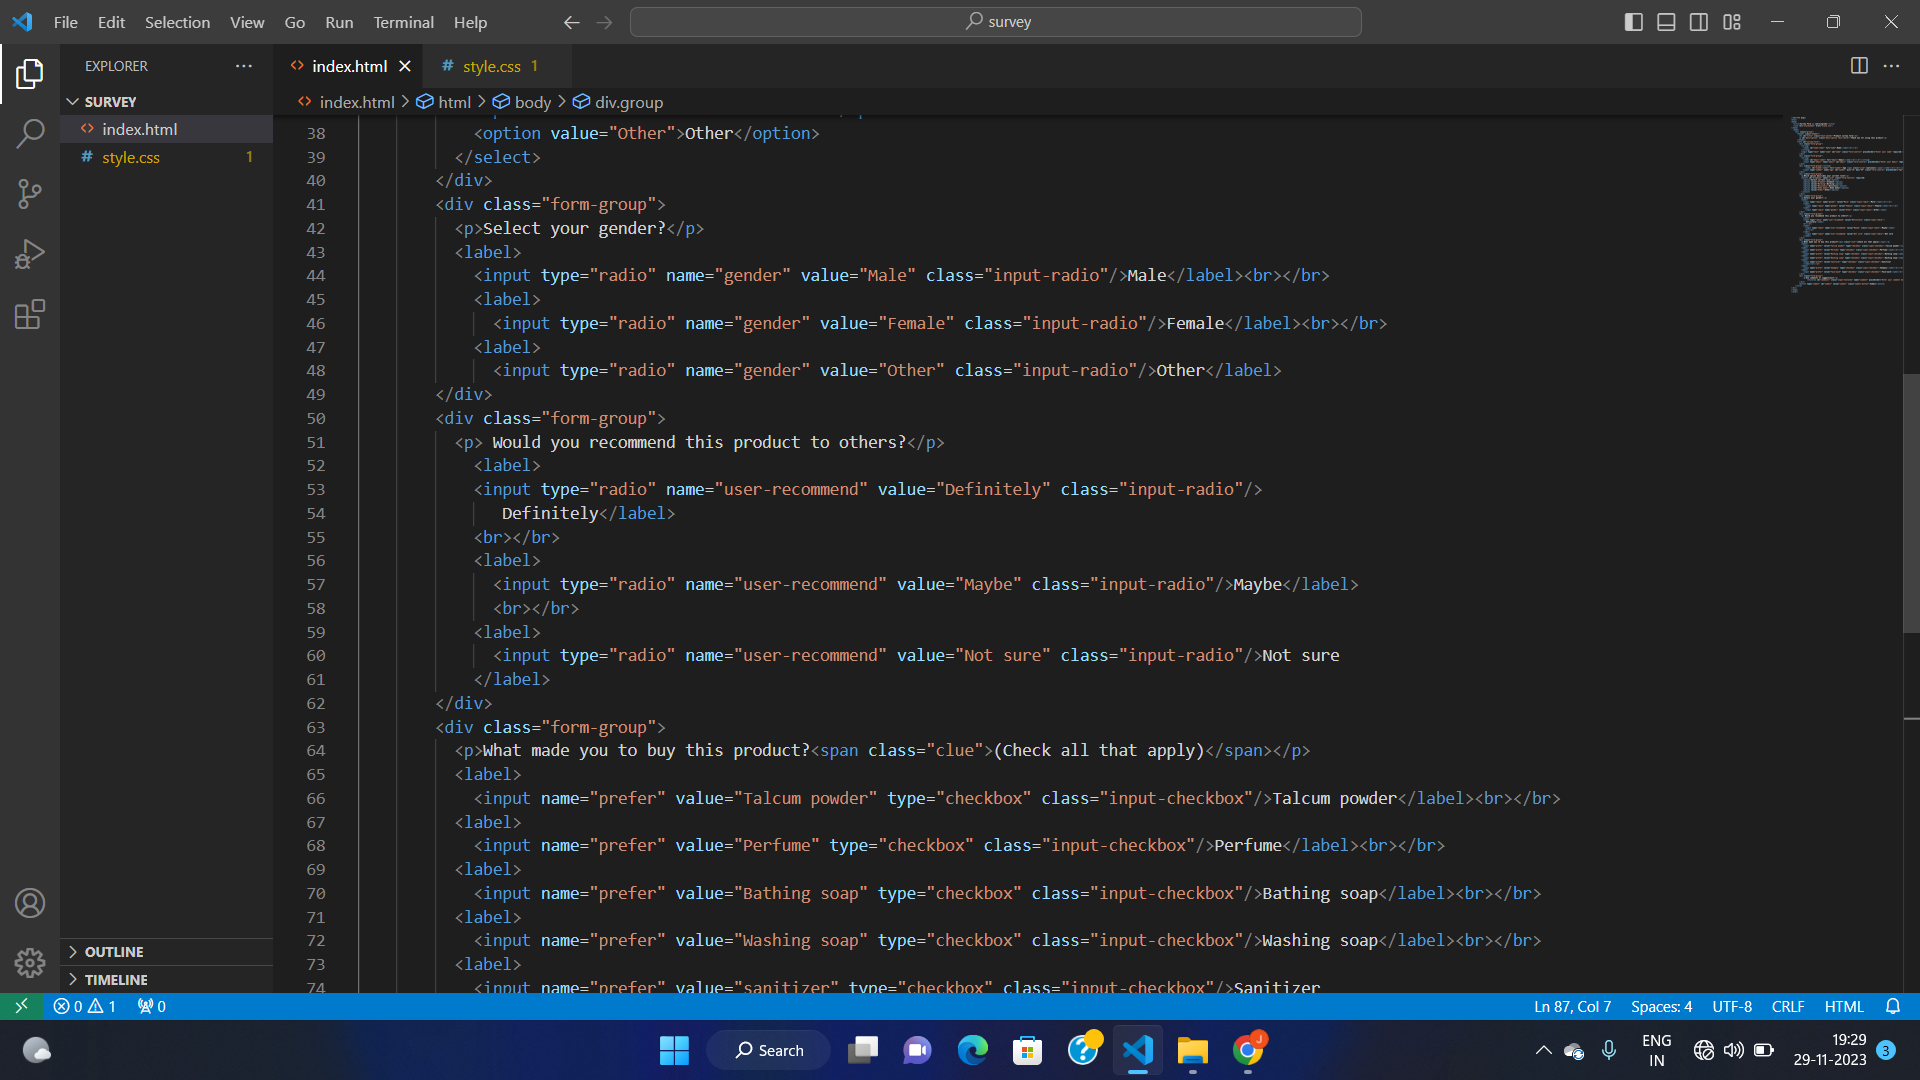 File Edit Selection View Go Run Terminal Help
survey
EXPLORER
index.html
style.css 1
SURVEY
index.html > html > body > div.group
index.html
style.css 1
38 <option value="Other">Other</option>
39 </select>
40 </div>
41 <div class="form-group">
42 <p>Select your gender?</p>
43 <label>
44 <input type="radio" name="gender" value="Male" class="input-radio"/>Male</label><br></br>
45 <label>
46 <input type="radio" name="gender" value="Female" class="input-radio"/>Female</label><br></br>
47 <label>
48 <input type="radio" name="gender" value="Other" class="input-radio"/>Other</label>
49 </div>
50 <div class="form-group">
51 <p> Would you recommend this product to others?</p>
52 <label>
53 <input type="radio" name="user-recommend" value="Definitely" class="input-radio"/>
54 Definitely</label>
55 <br></br>
56 <label>
57 <input type="radio" name="user-recommend" value="Maybe" class="input-radio"/>Maybe</label>
58 <br></br>
59 <label>
60 <input type="radio" name="user-recommend" value="Not sure" class="input-radio"/>Not sure
61 </label>
62 </div>
63 <div class="form-group">
64 <p>What made you to buy this product?<span class="clue">(Check all that apply)</span></p>
65 <label>
66 <input name="prefer" value="Talcum powder" type="checkbox" class="input-checkbox"/>Talcum powder</label><br></br>
67 <label>
68 <input name="prefer" value="Perfume" type="checkbox" class="input-checkbox"/>Perfume</label><br></br>
69 <label>
70 <input name="prefer" value="Bathing soap" type="checkbox" class="input-checkbox"/>Bathing soap</label><br></br>
71 <label>
72 <input name="prefer" value="Washing soap" type="checkbox" class="input-checkbox"/>Washing soap</label><br></br>
73 <label>
74 <input name="prefer" value="sanitizer" type="checkbox" class="input-checkbox"/>Sanitizer
OUTLINE
TIMELINE
0 1 0
Ln 87, Col 7 Spaces: 4 UTF-8 CRLF HTML
Search
J
ENG
IN
19:29
29-11-2023
3